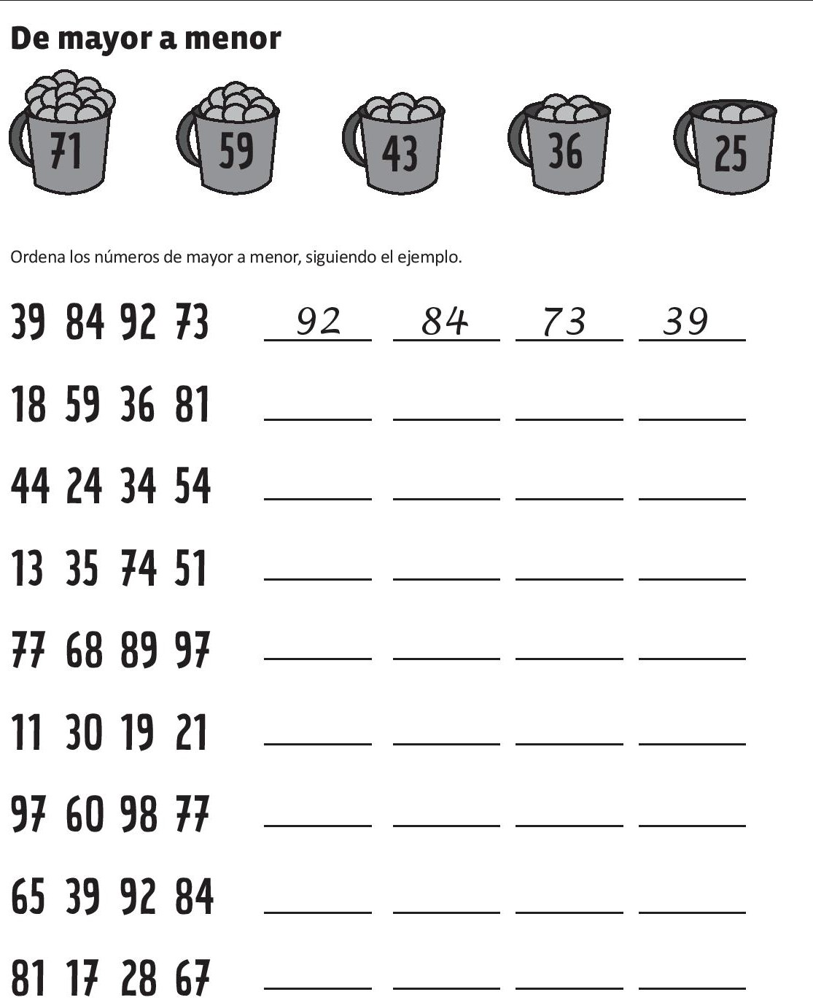 De mayor a menor
71 59 43 36 25
Ordena los números de mayor a menor, siguiendo el ejemplo.
39 84 92 73 92 84 73 39
18 59 36 81
44 24 34 54
13 35 74 51
77 68 89 97
11 30 19 21
97 60 98 77
65 39 92 84
81 17 28 67